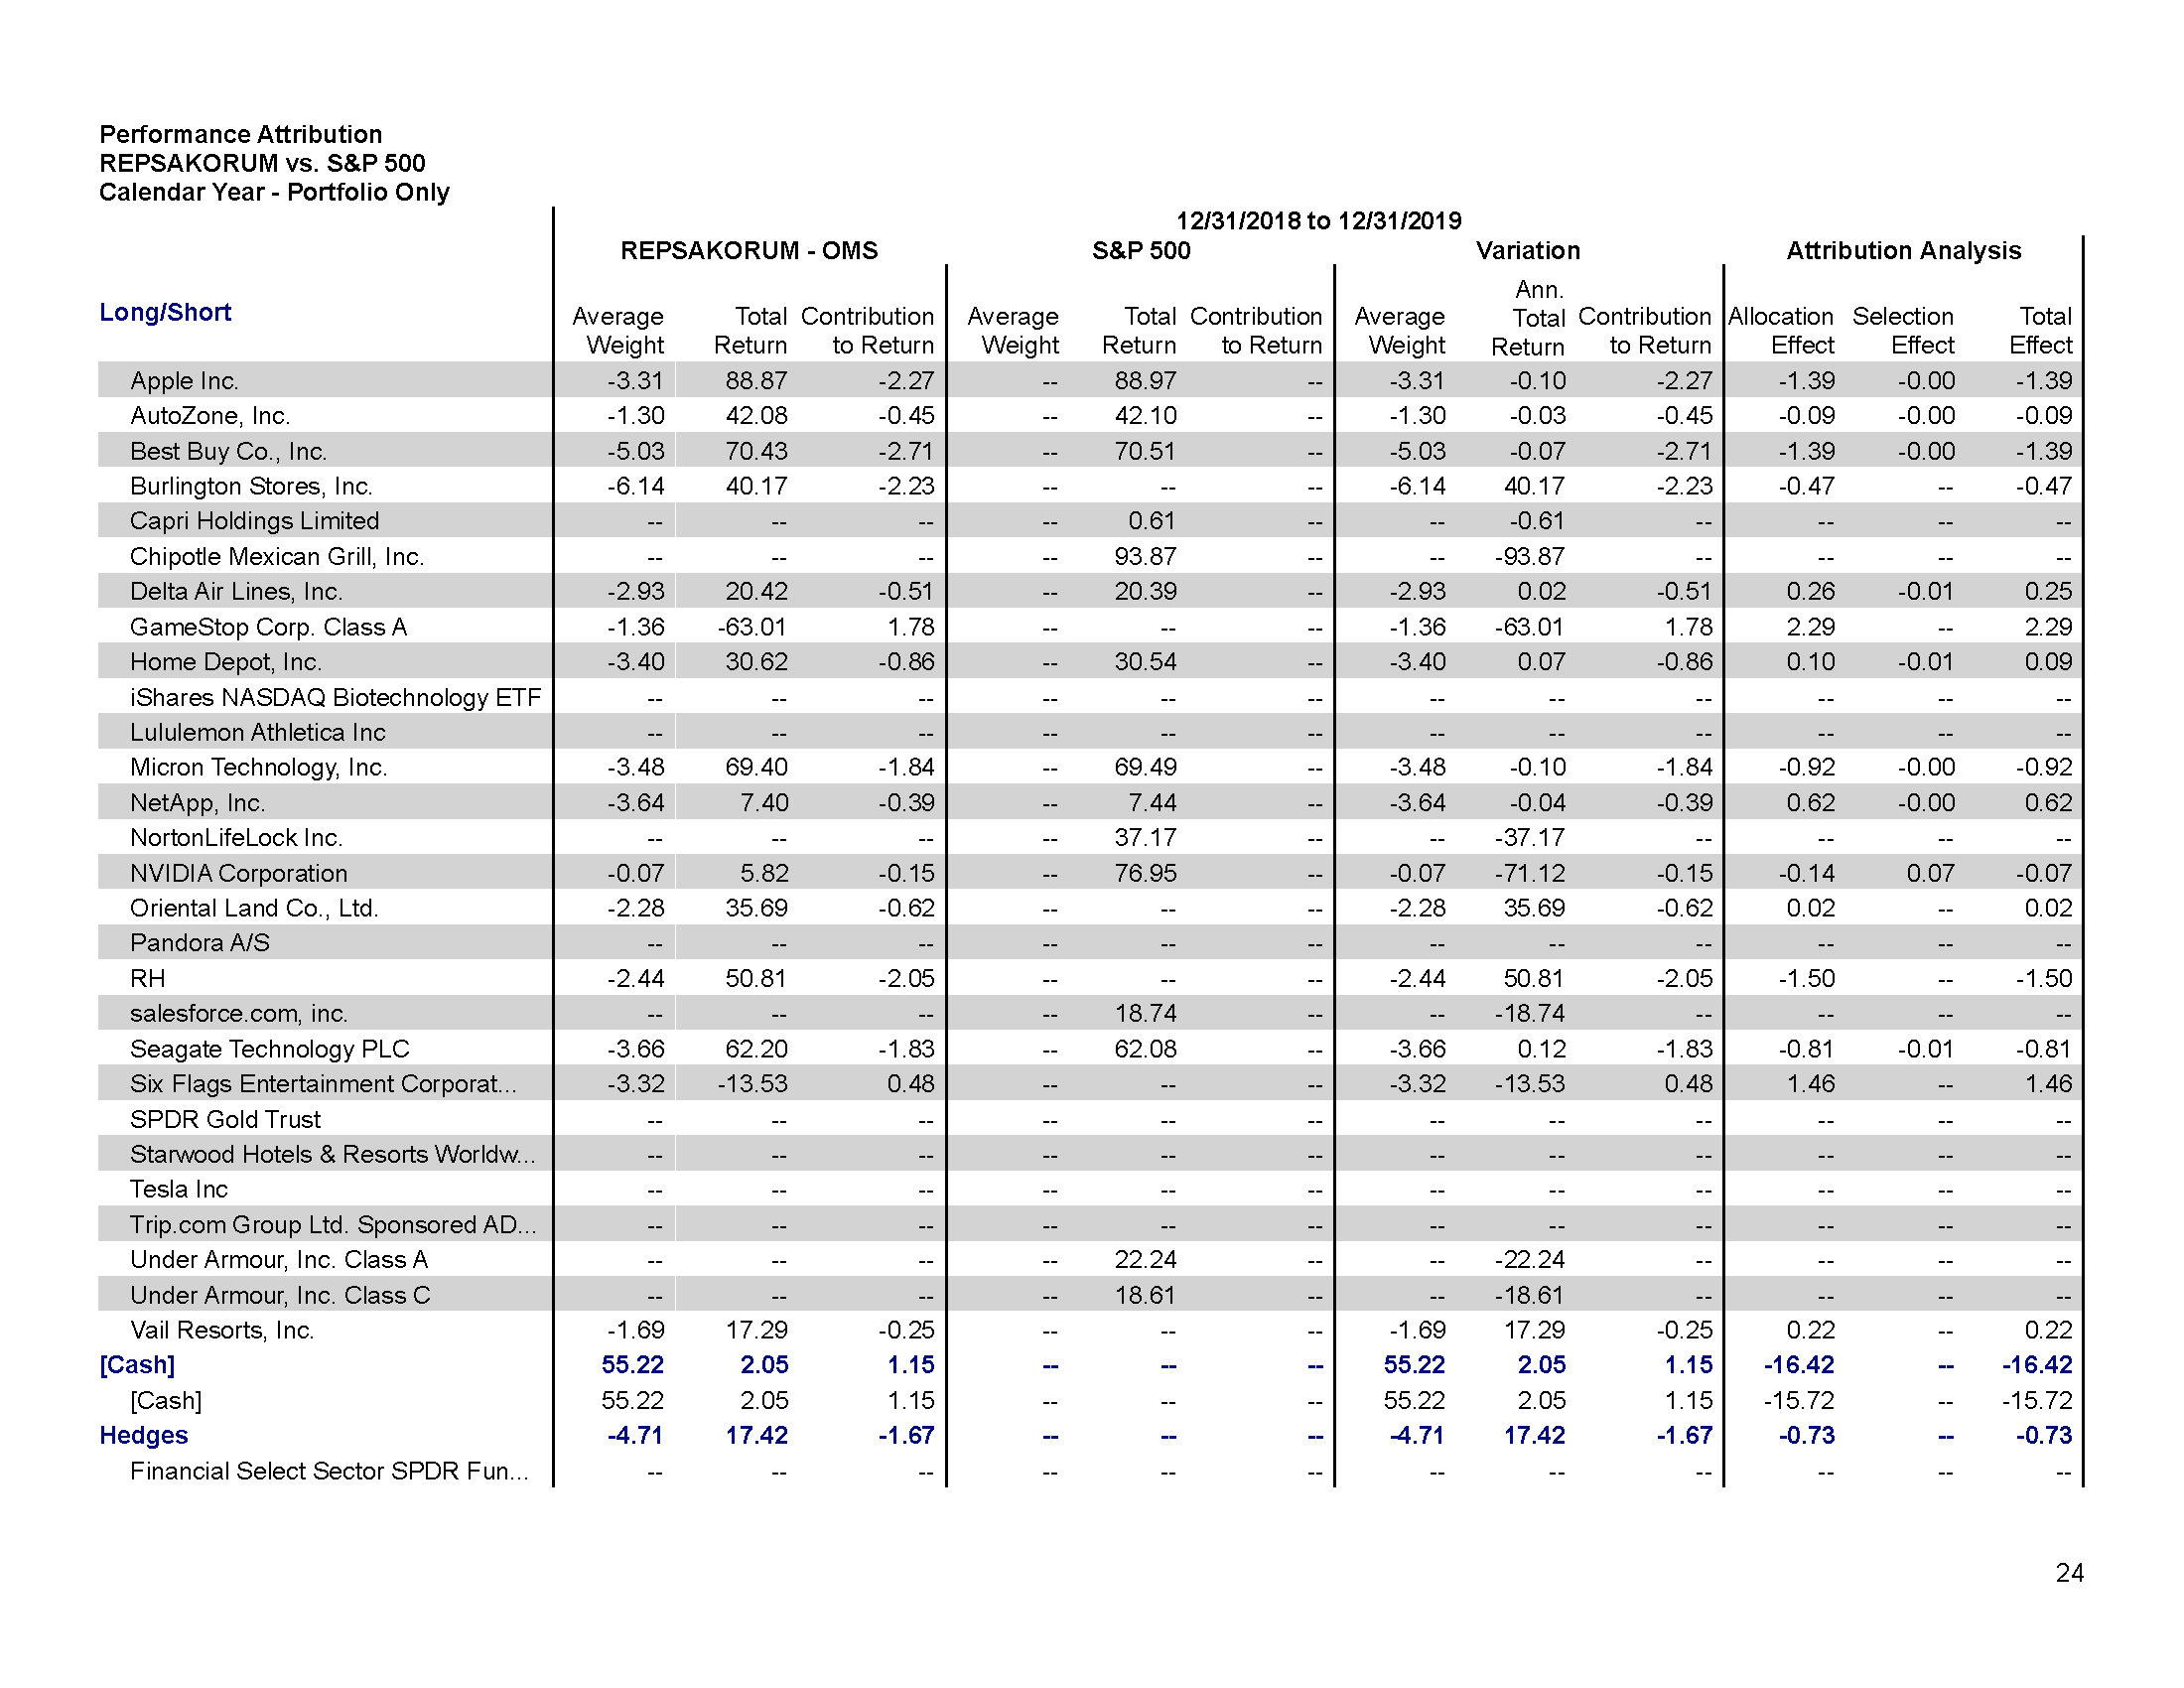 Performance Attribution
REPSAKORUM vs. S&P 500
Calendar Year - Portfolio Only
12/31/2018 to 12/31/2019
REPSAKORUM - OMS S&P 500 Variation Attribution Analysis
Long/Short Average Weight Total Return Contribution to Return Average Weight Total Return Contribution to Return Average Weight Ann. Total Return Contribution to Return Allocation Effect Selection Effect Total Effect
Apple Inc. -3.31 88.87 -2.27 -- 88.97 -- -3.31 -0.10 -2.27 -1.39 -0.00 -1.39
AutoZone, Inc. -1.30 42.08 -0.45 -- 42.10 -- -1.30 -0.03 -0.45 -0.09 -0.00 -0.09
Best Buy Co., Inc. -5.03 70.43 -2.71 -- 70.51 -- -5.03 -0.07 -2.71 -1.39 -0.00 -1.39
Burlington Stores, Inc. -6.14 40.17 -2.23 -- -- -- -6.14 40.17 -2.23 -0.47 -- -0.47
Capri Holdings Limited -- -- -- -- 0.61 -- -- -0.61 -- -- -- --
Chipotle Mexican Grill, Inc. -- -- -- -- 93.87 -- -- -93.87 -- -- -- --
Delta Air Lines, Inc. -2.93 20.42 -0.51 -- 20.39 -- -2.93 0.02 -0.51 0.26 -0.01 0.25
GameStop Corp. Class A -1.36 -63.01 1.78 -- -- -- -1.36 -63.01 1.78 2.29 -- 2.29
Home Depot, Inc. -3.40 30.62 -0.86 -- 30.54 -- -3.40 0.07 -0.86 0.10 -0.01 0.09
iShares NASDAQ Biotechnology ETF -- -- -- -- -- -- -- -- -- -- -- --
Lululemon Athletica Inc -- -- -- -- -- -- -- -- -- -- -- --
Micron Technology, Inc. -3.48 69.40 -1.84 -- 69.49 -- -3.48 -0.10 -1.84 -0.92 -0.00 -0.92
NetApp, Inc. -3.64 7.40 -0.39 -- 7.44 -- -3.64 -0.04 -0.39 0.62 -0.00 0.62
NortonLifeLock Inc. -- -- -- -- 37.17 -- -- -37.17 -- -- -- --
NVIDIA Corporation -0.07 5.82 -0.15 -- 76.95 -- -0.07 -71.12 -0.15 -0.14 0.07 -0.07
Oriental Land Co., Ltd. -2.28 35.69 -0.62 -- -- -- -2.28 35.69 -0.62 0.02 -- 0.02
Pandora A/S -- -- -- -- -- -- -- -- -- -- -- --
RH -2.44 50.81 -2.05 -- -- -- -2.44 50.81 -2.05 -1.50 -- -1.50
salesforce.com, inc. -- -- -- -- 18.74 -- -- -18.74 -- -- -- --
Seagate Technology PLC -3.66 62.20 -1.83 -- 62.08 -- -3.66 0.12 -1.83 -0.81 -0.01 -0.81
Six Flags Entertainment Corporat... -3.32 -13.53 0.48 -- -- -- -3.32 -13.53 0.48 1.46 -- 1.46
SPDR Gold Trust -- -- -- -- -- -- -- -- -- -- -- --
Starwood Hotels & Resorts Worldw... -- -- -- -- -- -- -- -- -- -- -- --
Tesla Inc -- -- -- -- -- -- -- -- -- -- -- --
Trip.com Group Ltd. Sponsored AD... -- -- -- -- -- -- -- -- -- -- -- --
Under Armour, Inc. Class A -- -- -- -- 22.24 -- -- -22.24 -- -- -- --
Under Armour, Inc. Class C -- -- -- -- 18.61 -- -- -18.61 -- -- -- --
Vail Resorts, Inc. -1.69 17.29 -0.25 -- -- -- -1.69 17.29 -0.25 0.22 -- 0.22
[Cash] 55.22 2.05 1.15 -- -- -- 55.22 2.05 1.15 -16.42 -- -16.42
[Cash] 55.22 2.05 1.15 -- -- -- 55.22 2.05 1.15 -15.72 -- -15.72
Hedges -4.71 17.42 -1.67 -- -- -- -4.71 17.42 -1.67 -0.73 -- -0.73
Financial Select Sector SPDR Fun... -- -- -- -- -- -- -- -- -- -- -- --
24